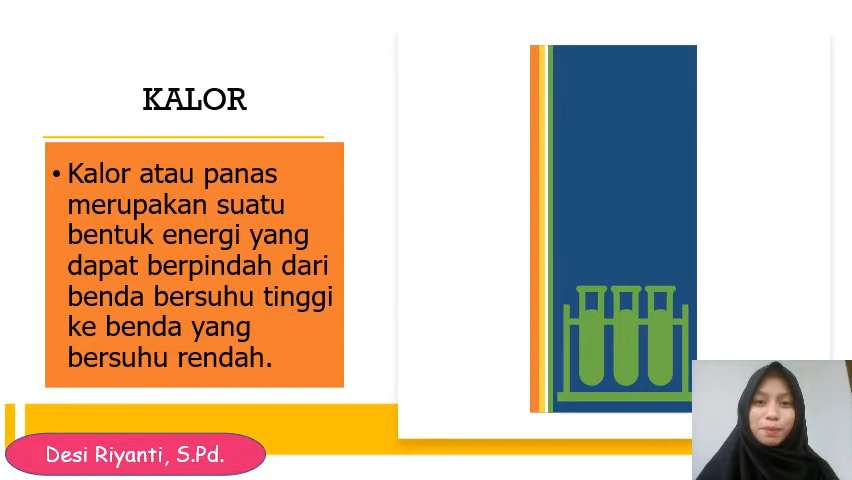 KALOR
• Kalor atau panas
merupakan suatu
bentuk energi yang
dapat berpindah dari
benda bersuhu tinggi
ke benda yang
bersuhu rendah.
Desi Riyanti, S.Pd.